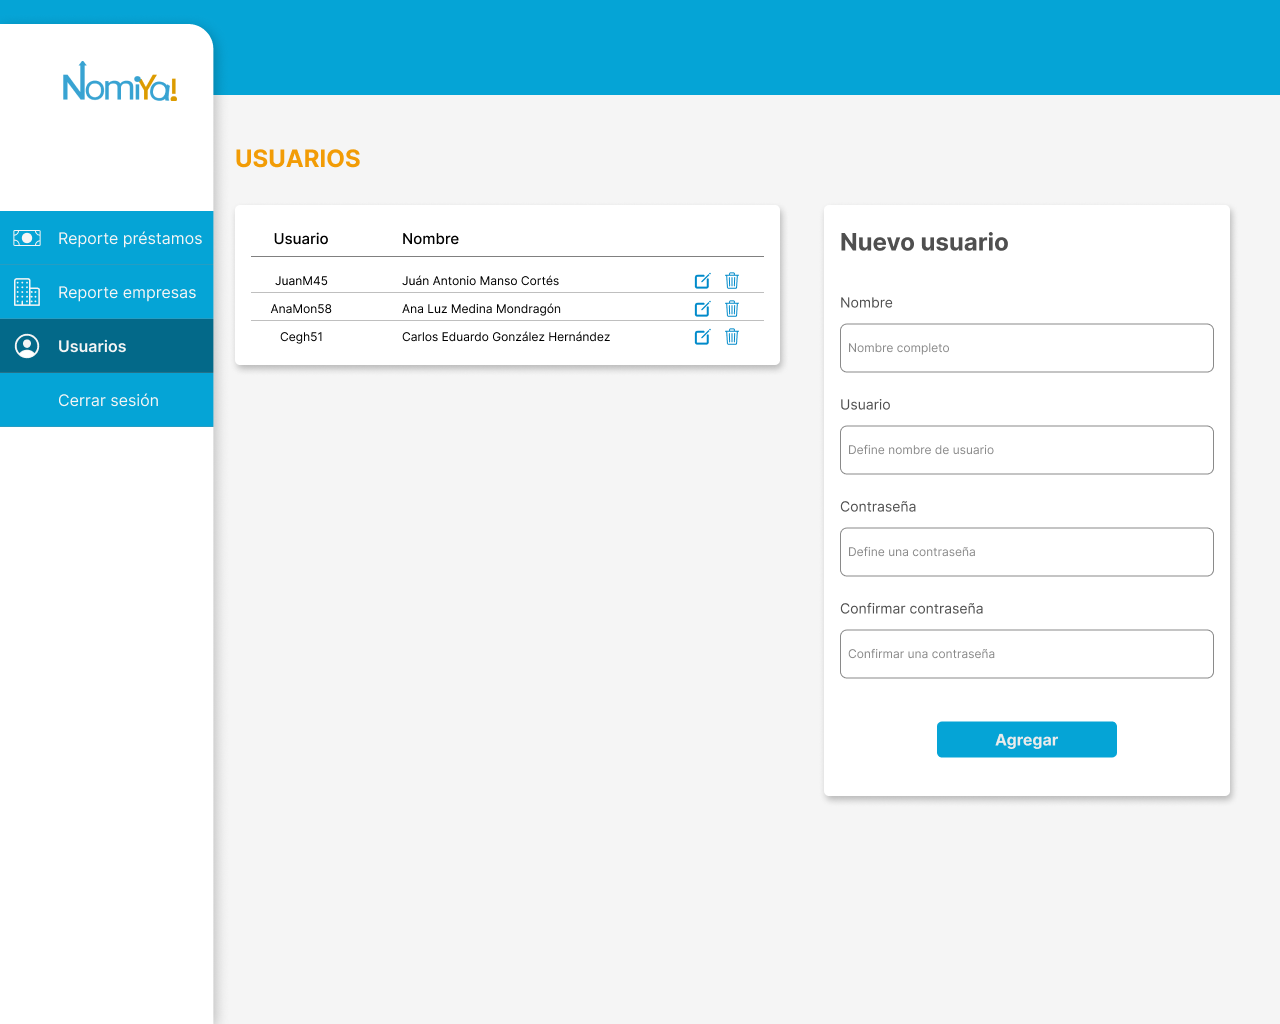 NomiYa!
Reporte préstamos
Reporte empresas
Usuarios
Cerrar sesión
USUARIOS
Usuario Nombre
JuanM45 Juán Antonio Manso Cortés
AnaMon58 Ana Luz Medina Mondragón
Cegh51 Carlos Eduardo González Hernández
Nuevo usuario
Nombre
Nombre completo
Usuario
Define nombre de usuario
Contraseña
Define una contraseña
Confirmar contraseña
Confirmar una contraseña
Agregar